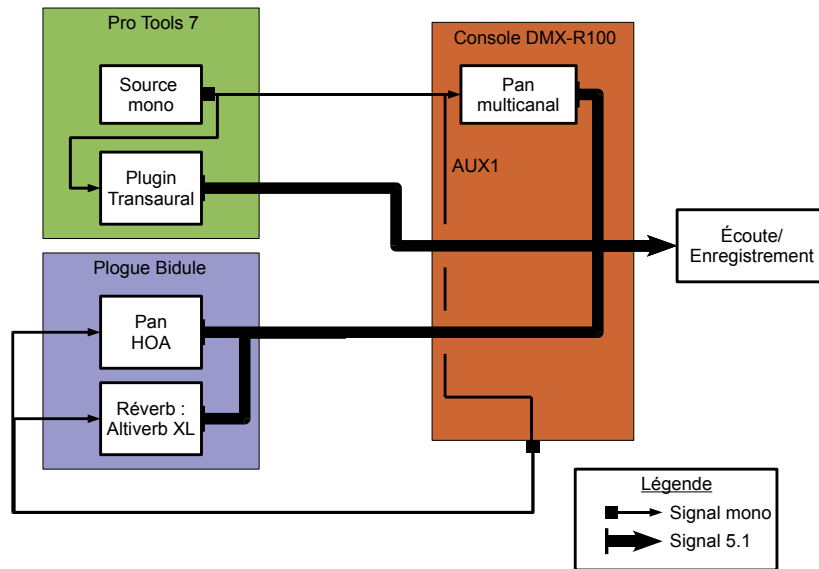 Pro Tools 7
Source
mono
Plugin
Transaural
Console DMX-R100
Pan
multicanal
AUX1
Écoute/
Enregistrement
Plogue Bidule
Pan
HOA
Réverb :
Altiverb XL
Légende
Signal mono
Signal 5.1